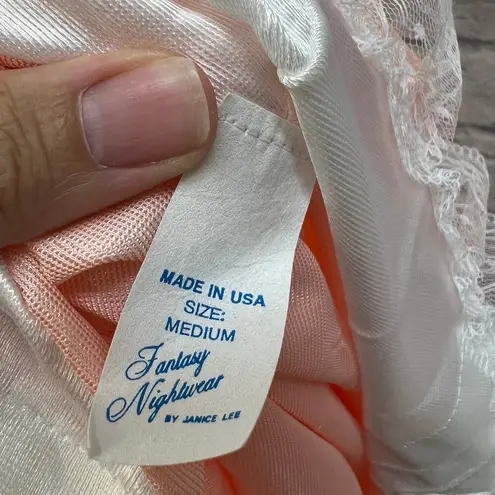 MADE IN USA
SIZE:
MEDIUM
Fantasy
Nightwear
BY JANICE LEE